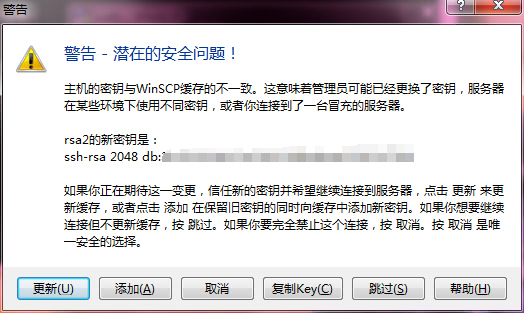 警告
警告 - 潜在的安全问题！
主机的密钥与WinSCP缓存的不一致。这意味着管理员可能已经更换了密钥，服务器
在某些环境下使用不同密钥，或者你连接到了一台冒充的服务器。
rsa2的新密钥是：
ssh-rsa 2048 db:
如果你正在期待这一变更，信任新的密钥并希望继续连接到服务器，点击 更新 来更
新缓存，或者点击 添加 在保留旧密钥的同时向缓存中添加新密钥。如果你想要继续
连接但不更新缓存，按 跳过。如果你要完全禁止这个连接，按 取消。按 取消 是唯
一安全的选择。
更新(U) 添加(A) 取消 复制Key(C) 跳过(S) 帮助(H)